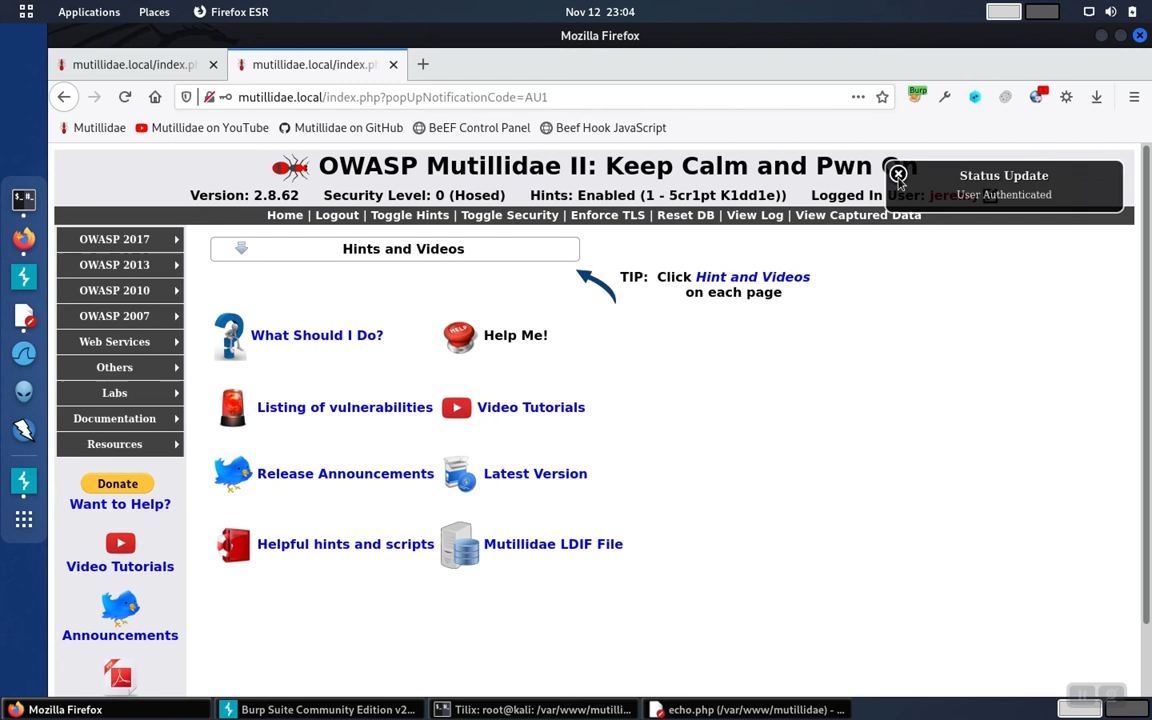 Applications Places Firefox ESR Nov 12 23:04
Mozilla Firefox
mutillidae.local/index.ph mutillidae.local/index.ph
mutillidae.local/index.php?popUpNotificationCode=AU1 Burp
Mutillidae Mutillidae on YouTube Mutillidae on GitHub BeEF Control Panel Beef Hook JavaScript
OWASP Mutillidae II: Keep Calm and Pwn On
Status Update
User Authenticated
Version: 2.8.62 Security Level: 0 (Hosed) Hints: Enabled (1 - 5cr1pt K1dd1e)) Logged In User:
Home | Logout | Toggle Hints | Toggle Security | Enforce TLS | Reset DB | View Log | View Captured Data
OWASP 2017
OWASP 2013
OWASP 2010
OWASP 2007
Web Services
Others
Labs
Documentation
Resources
Donate
Want to Help?
Video Tutorials
Announcements
Hints and Videos
TIP: Click Hint and Videos
on each page
What Should I Do? HELP Help Me!
Listing of vulnerabilities Video Tutorials
Release Announcements Latest Version
Helpful hints and scripts Mutillidae LDIF File
Mozilla Firefox Burp Suite Community Edition v2... Tilix: root@kali: /var/www/mutilli... echo.php (/var/www/mutillidae) - ...